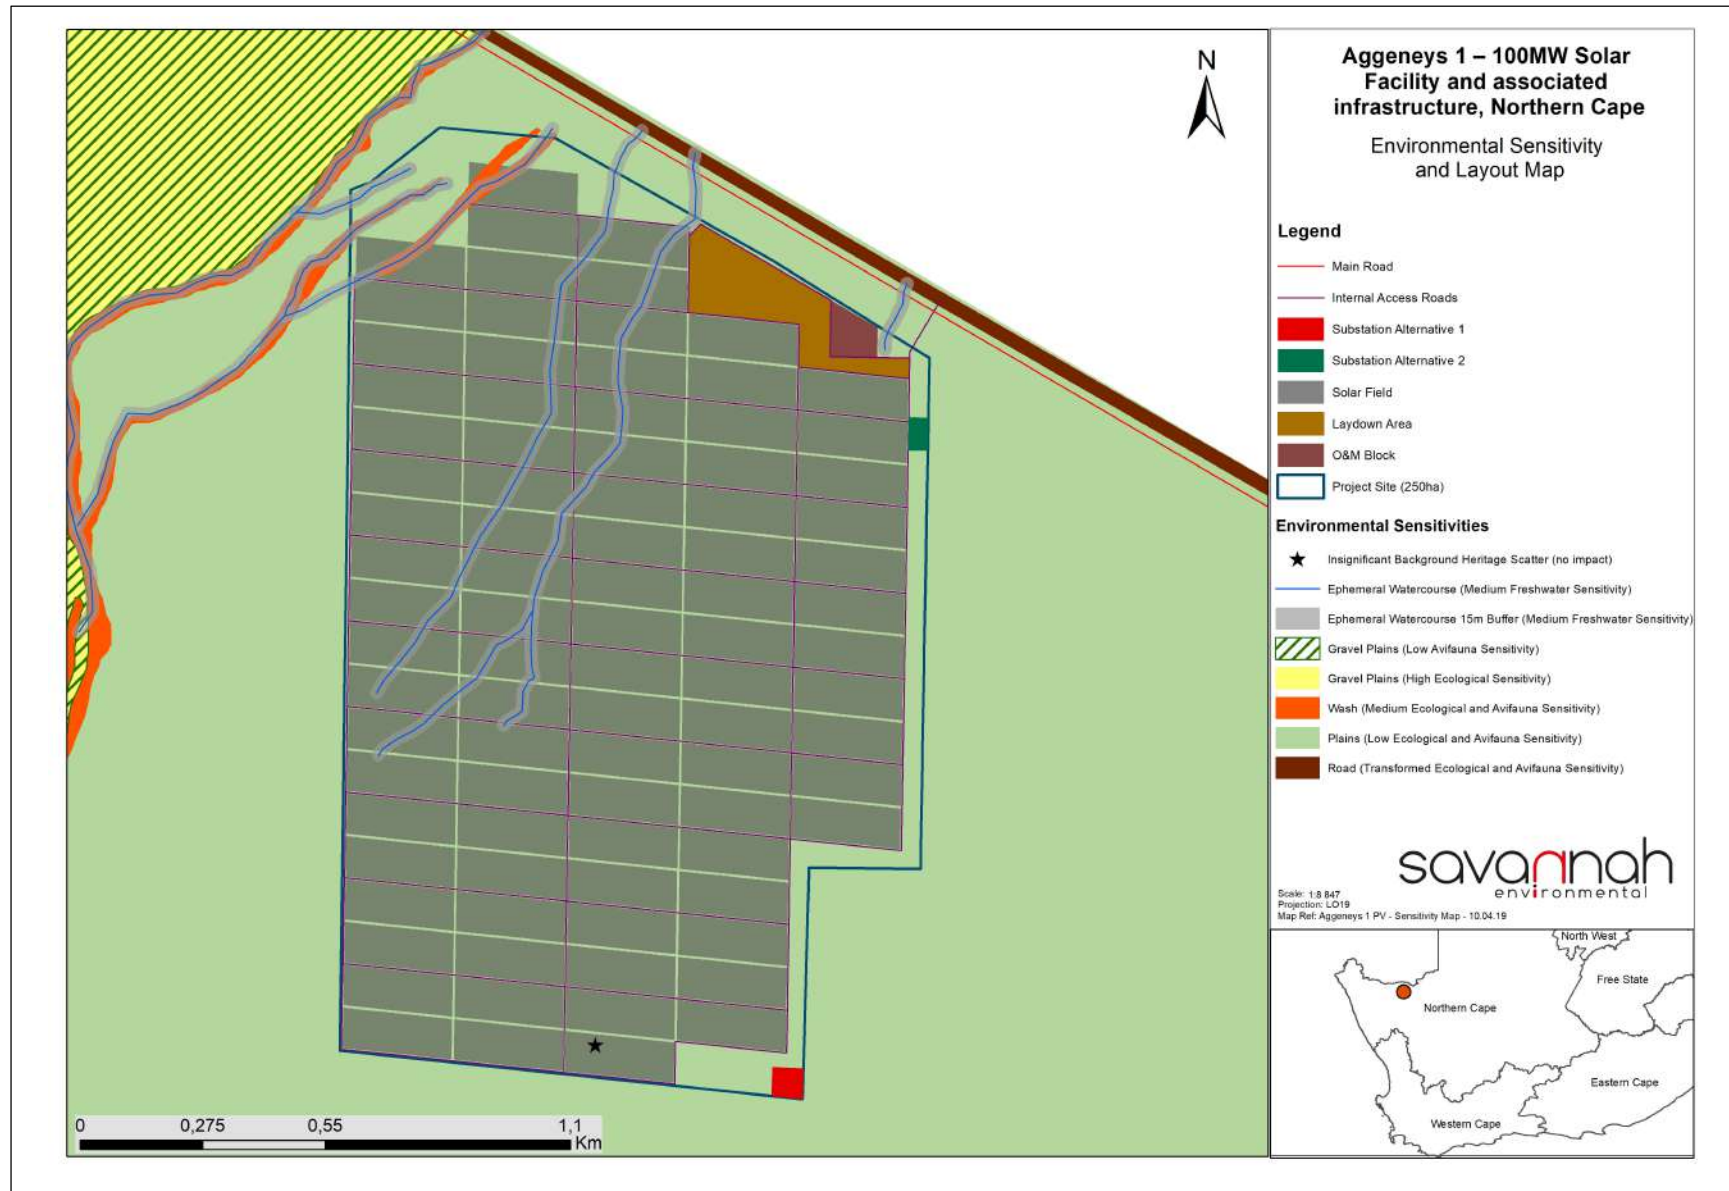 N
Aggeneys 1 – 100MW Solar
Facility and associated
infrastructure, Northern Cape
Environmental Sensitivity
and Layout Map
Legend
Main Road
Internal Access Roads
Substation Alternative 1
Substation Alternative 2
Solar Field
Laydown Area
O&M Block
Project Site (250ha)
Environmental Sensitivities
Insignificant Background Heritage Scatter (no impact)
Ephemeral Watercourse (Medium Freshwater Sensitivity)
Ephemeral Watercourse 15m Buffer (Medium Freshwater Sensitivity)
Gravel Plains (Low Avifauna Sensitivity)
Gravel Plains (High Ecological Sensitivity)
Wash (Medium Ecological and Avifauna Sensitivity)
Plains (Low Ecological and Avifauna Sensitivity)
Road (Transformed Ecological and Avifauna Sensitivity)
savannah
environmental
Scale: 1:8 847
Projection: LO19
Map Ref: Aggeneys 1 PV - Sensitivity Map - 10.04.19
North West
Free State
Northern Cape
Eastern Cape
Western Cape
0 0,275 0,55 1,1
Km